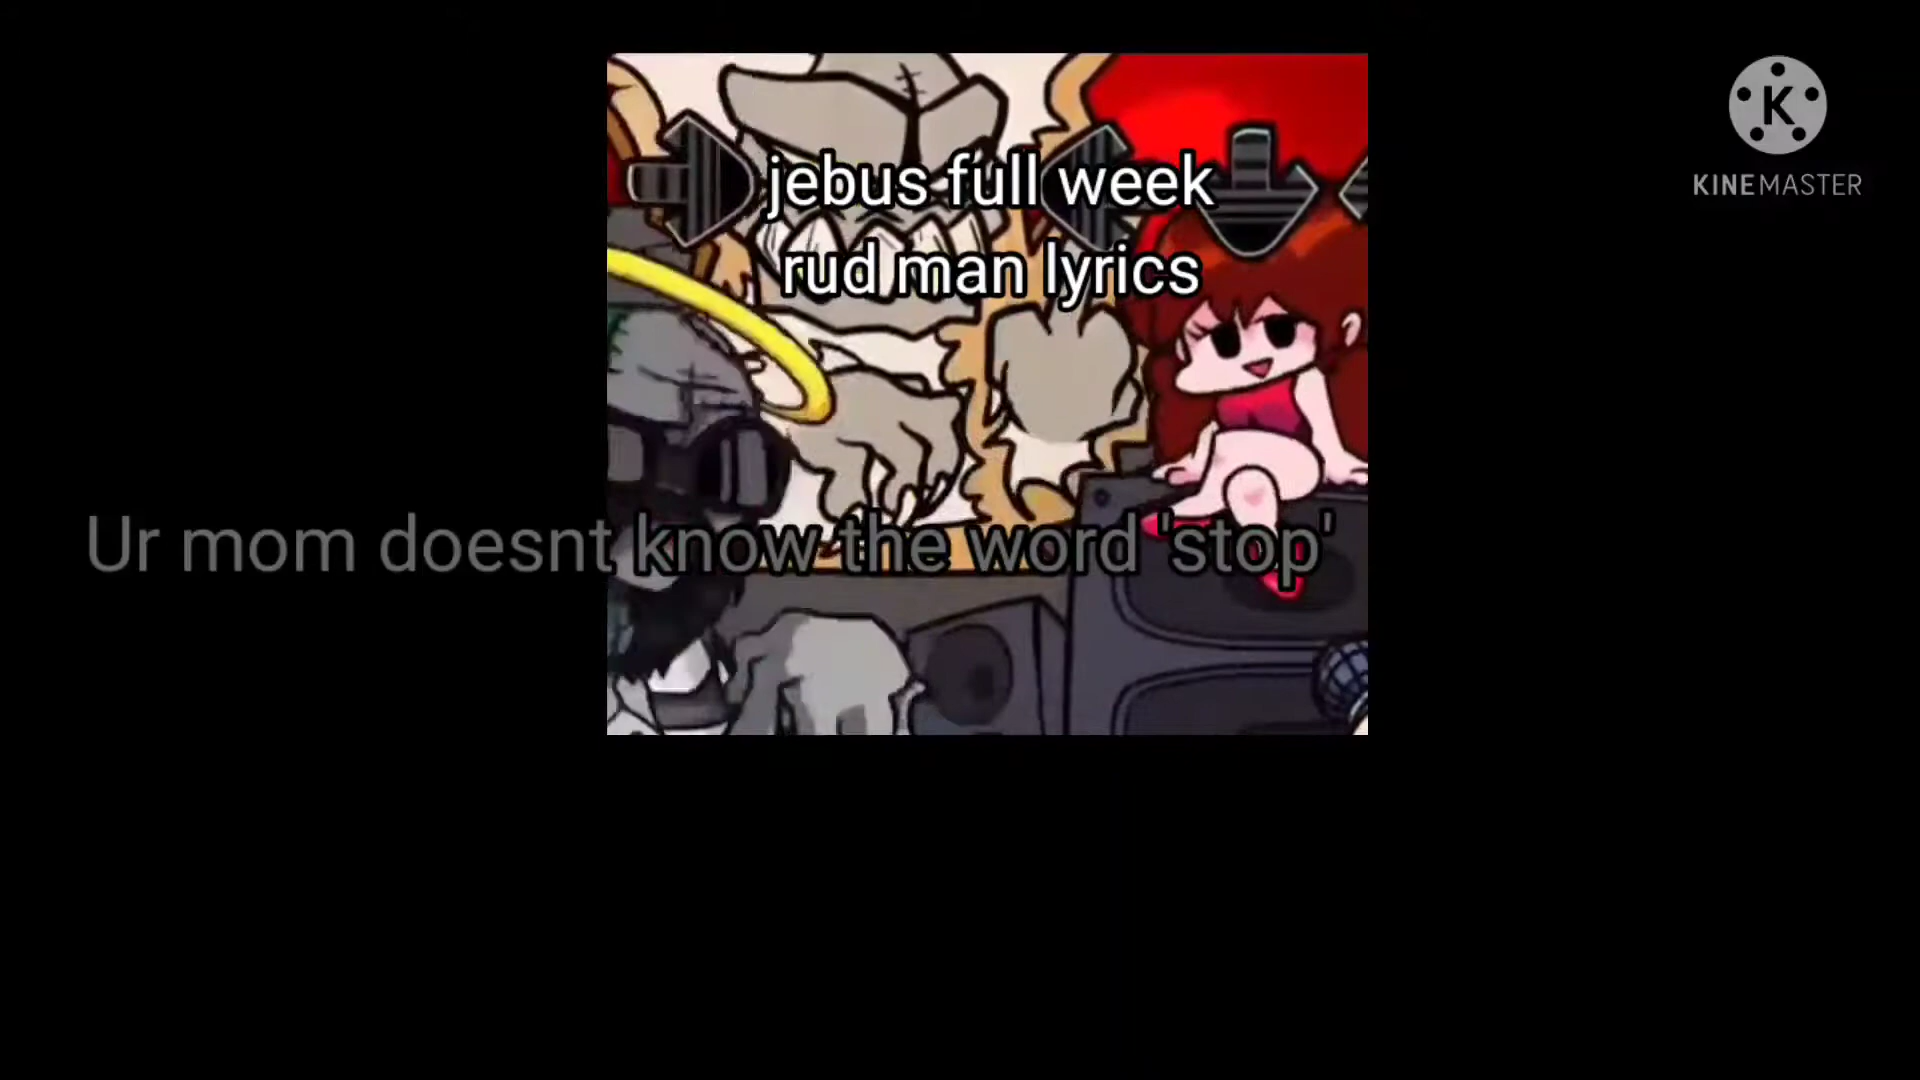 jebus full week
rud man lyrics
Ur mom doesnt know the word 'stop'
K
KINEMASTER